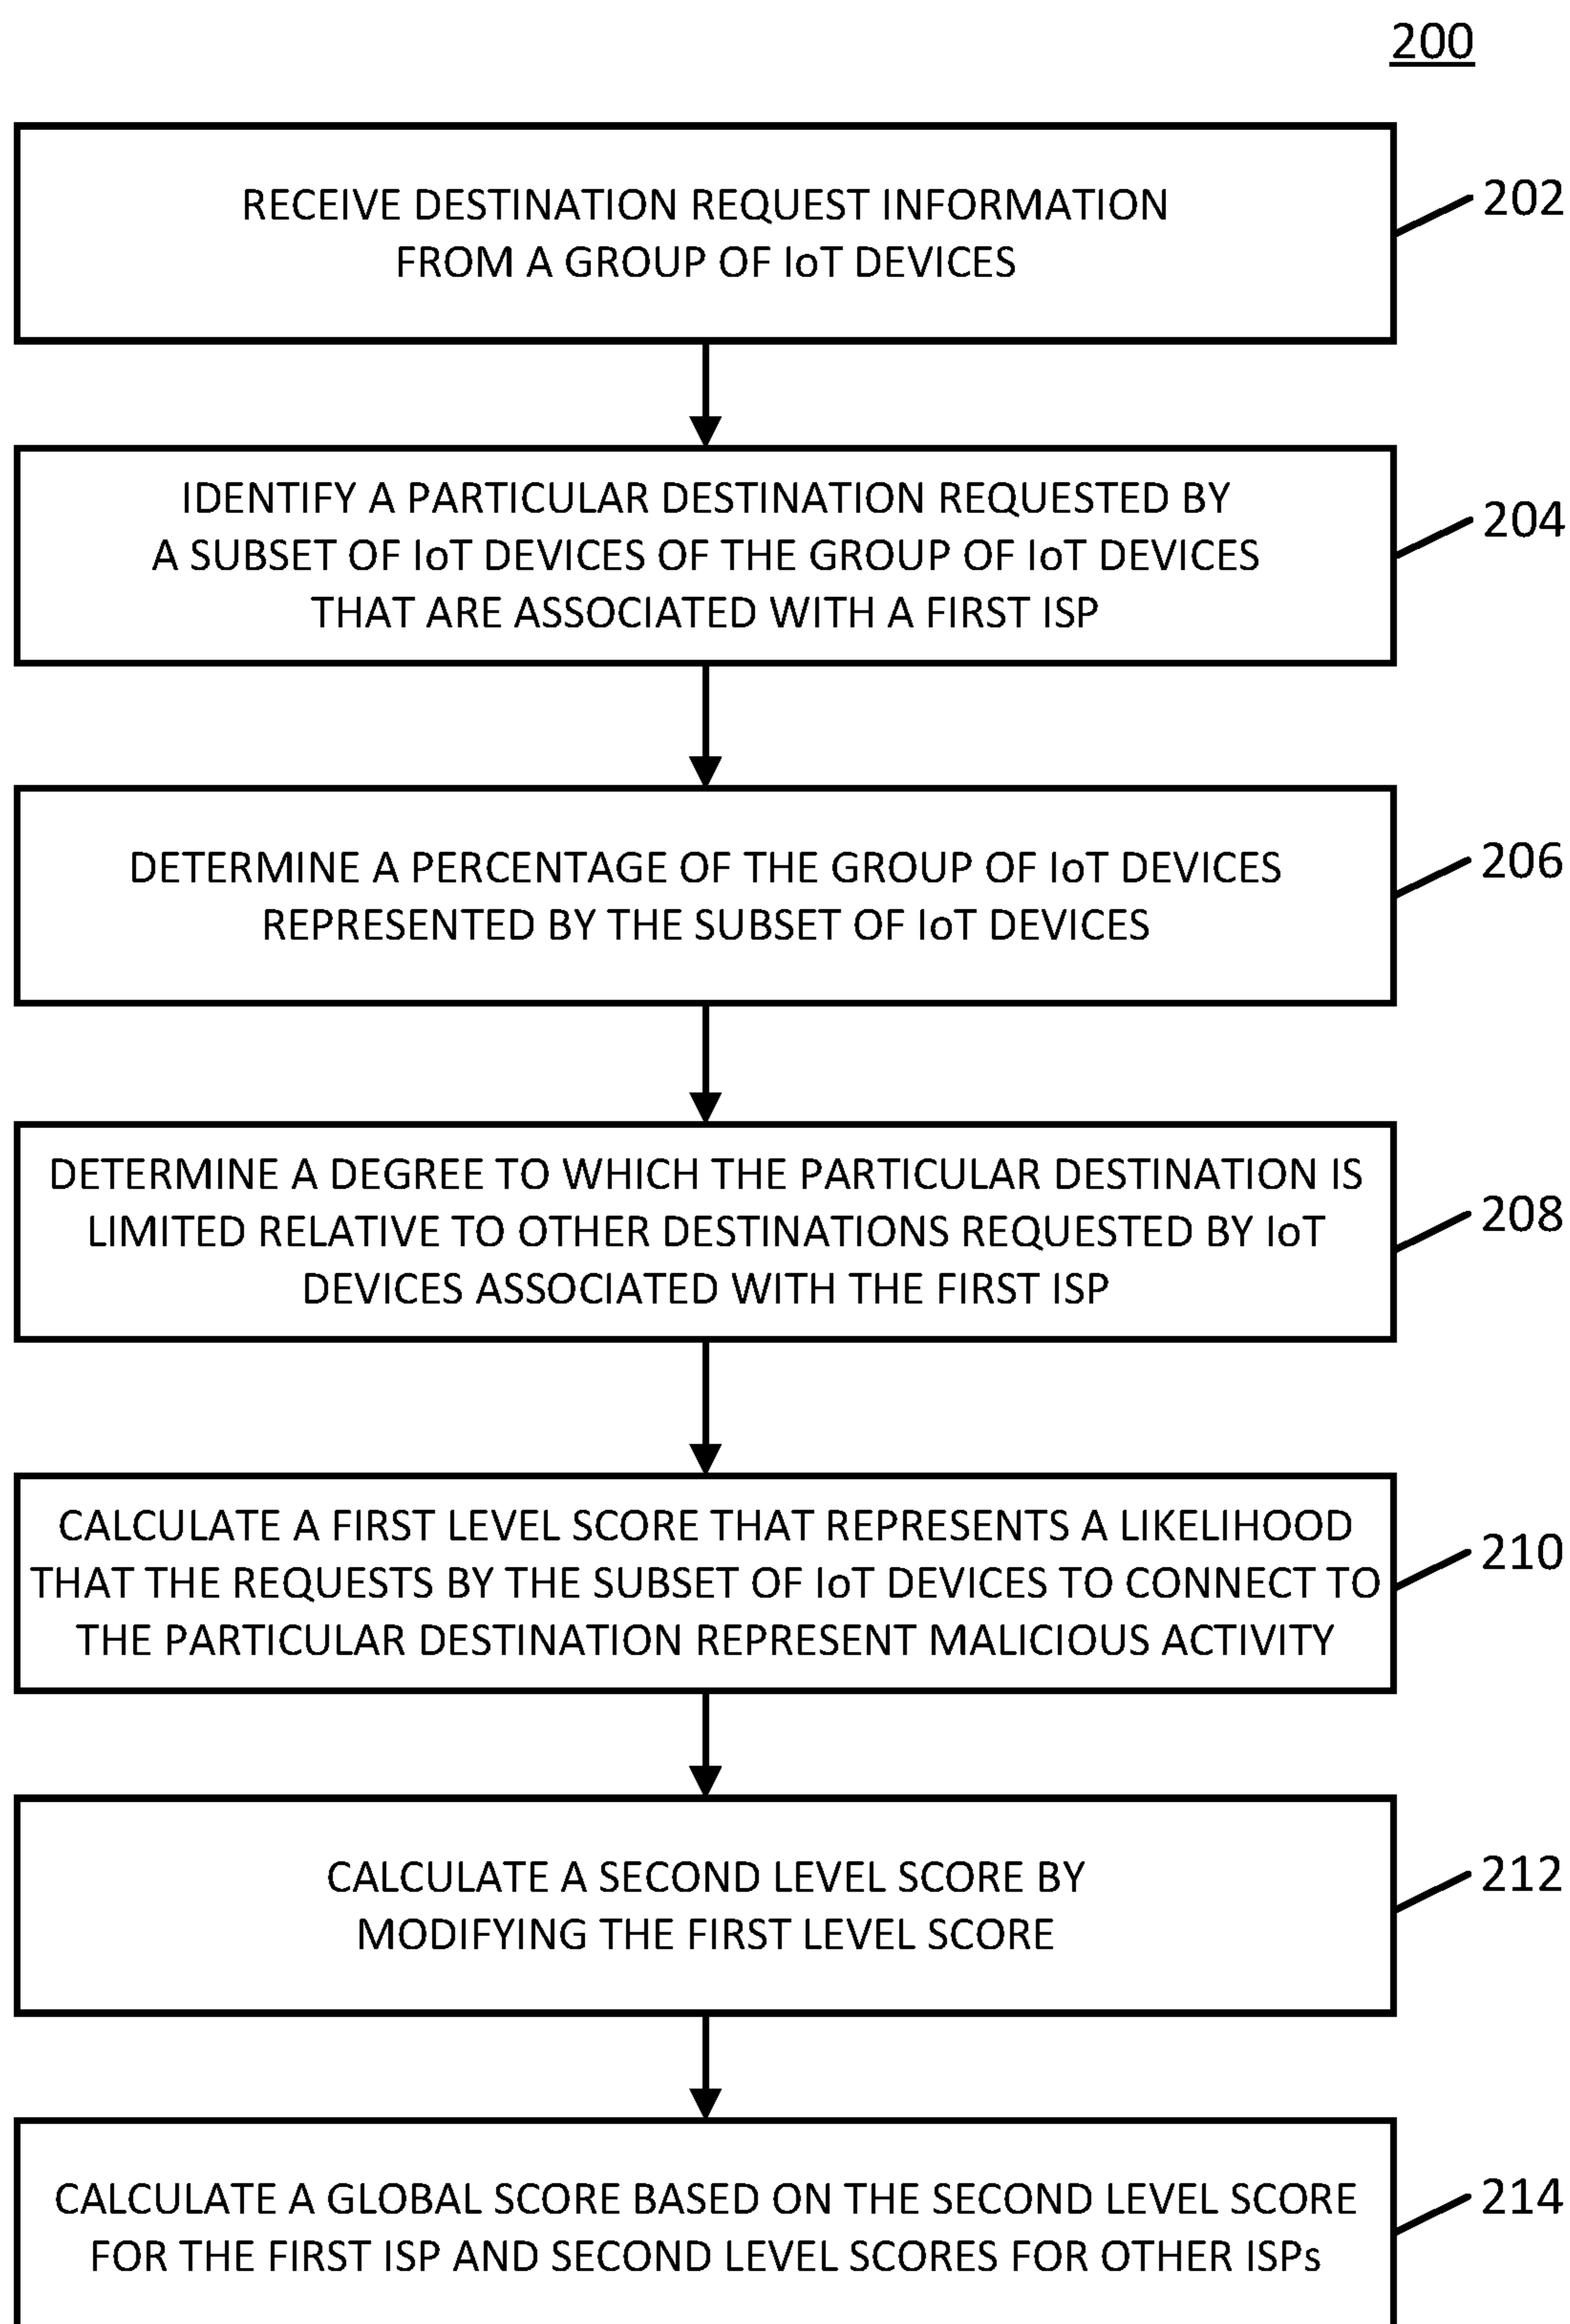 200
RECEIVE DESTINATION REQUEST INFORMATION
FROM A GROUP OF IoT DEVICES
202
IDENTIFY A PARTICULAR DESTINATION REQUESTED BY
A SUBSET OF IoT DEVICES OF THE GROUP OF IoT DEVICES
THAT ARE ASSOCIATED WITH A FIRST ISP
204
DETERMINE A PERCENTAGE OF THE GROUP OF IoT DEVICES
REPRESENTED BY THE SUBSET OF IoT DEVICES
206
DETERMINE A DEGREE TO WHICH THE PARTICULAR DESTINATION IS
LIMITED RELATIVE TO OTHER DESTINATIONS REQUESTED BY IoT
DEVICES ASSOCIATED WITH THE FIRST ISP
208
CALCULATE A FIRST LEVEL SCORE THAT REPRESENTS A LIKELIHOOD
THAT THE REQUESTS BY THE SUBSET OF IoT DEVICES TO CONNECT TO
THE PARTICULAR DESTINATION REPRESENT MALICIOUS ACTIVITY
210
CALCULATE A SECOND LEVEL SCORE BY
MODIFYING THE FIRST LEVEL SCORE
212
CALCULATE A GLOBAL SCORE BASED ON THE SECOND LEVEL SCORE
FOR THE FIRST ISP AND SECOND LEVEL SCORES FOR OTHER ISPs
214